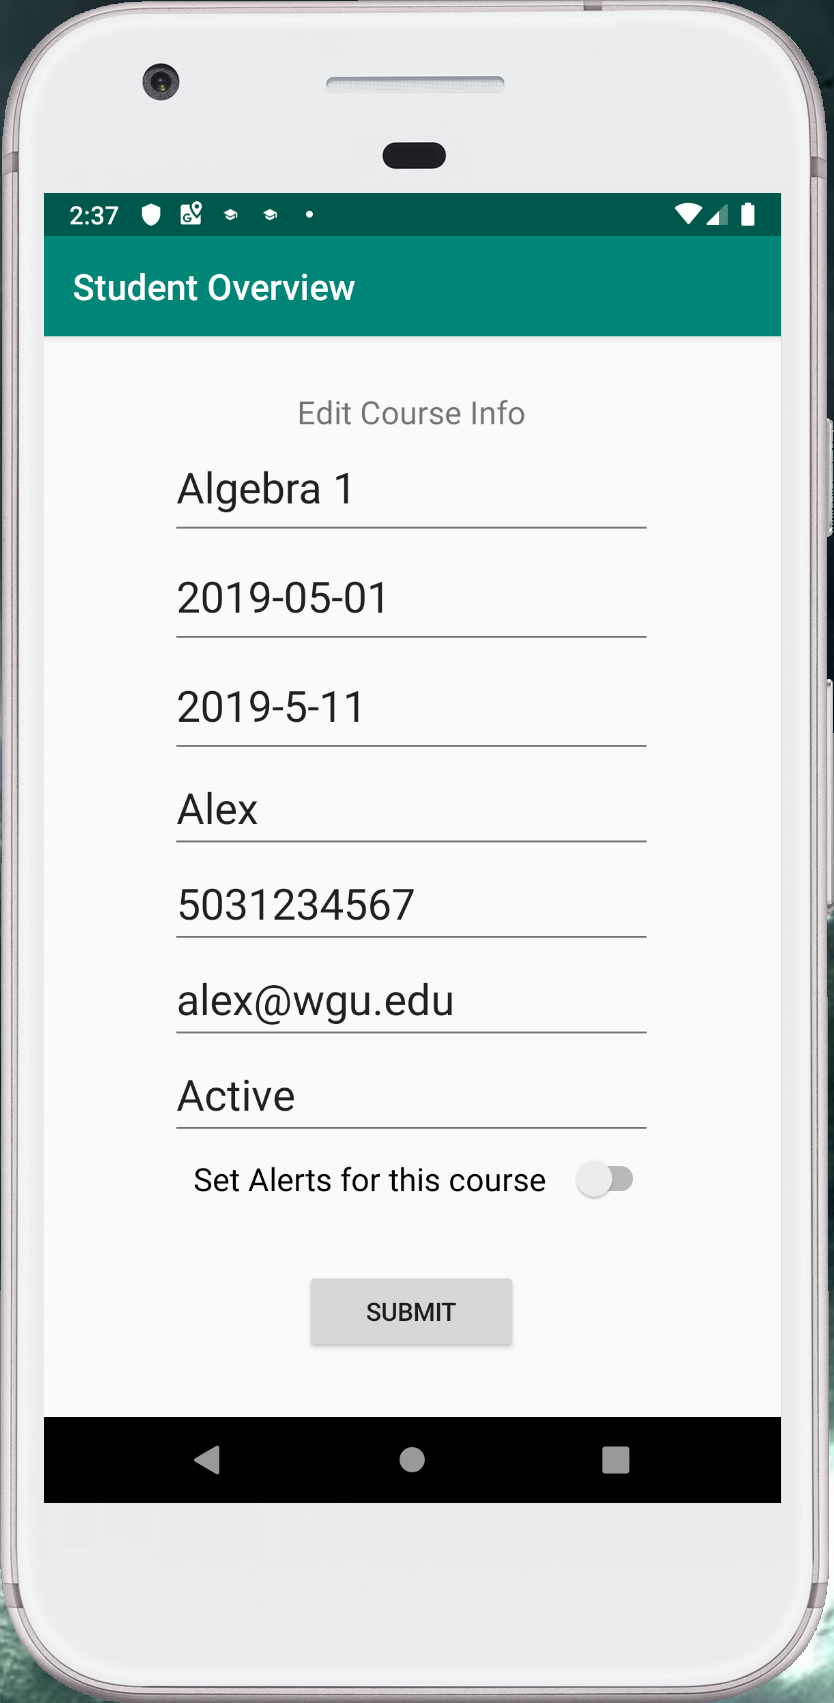 2:37
Student Overview
Edit Course Info
Algebra 1
2019-05-01
2019-5-11
Alex
5031234567
alex@wgu.edu
Active
Set Alerts for this course
SUBMIT